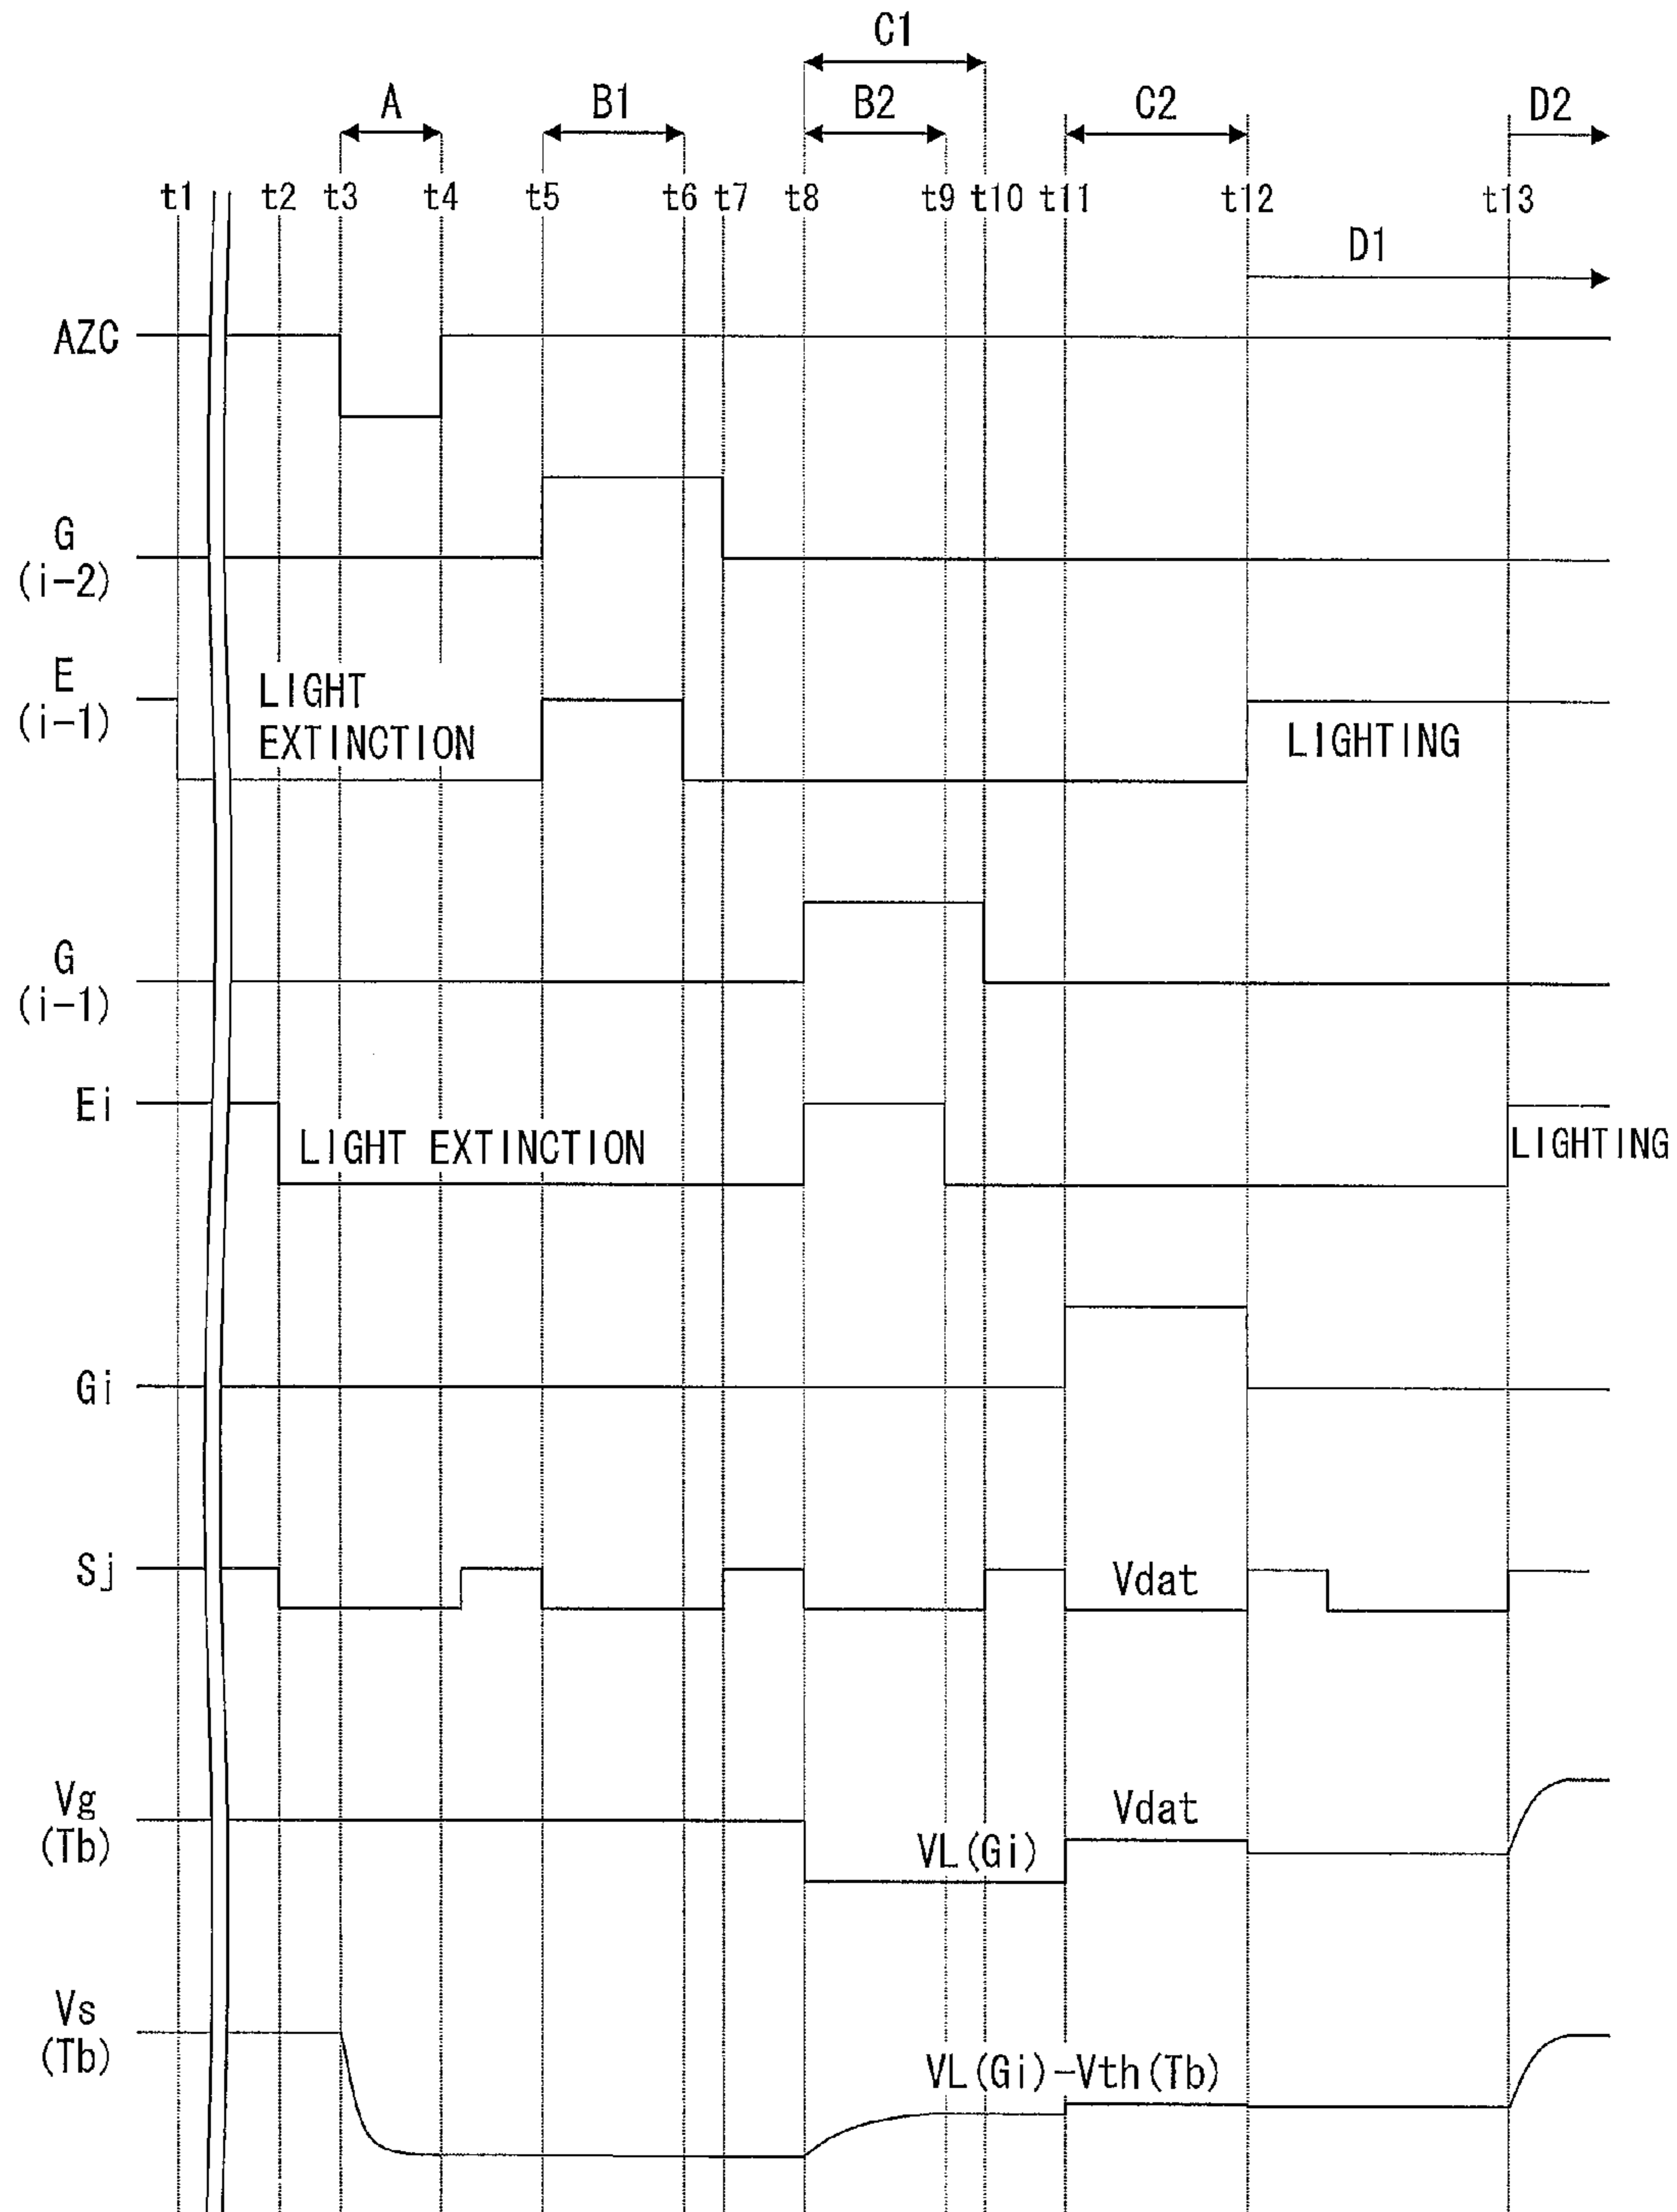 C1
A B1 B2 C2 D2
t1 t2 t3 t4 t5 t6 t7 t8 t9 t10 t11 t12 t13
D1
AZC
G
(i-2)
E
(i-1)
LIGHT
EXTINCTION
LIGHTING
G
(i-1)
Ei
LIGHT EXTINCTION
LIGHTING
Gi
Sj
Vdat
Vg
(Tb)
VL(Gi)
Vdat
Vs
(Tb)
VL(Gi)-Vth(Tb)